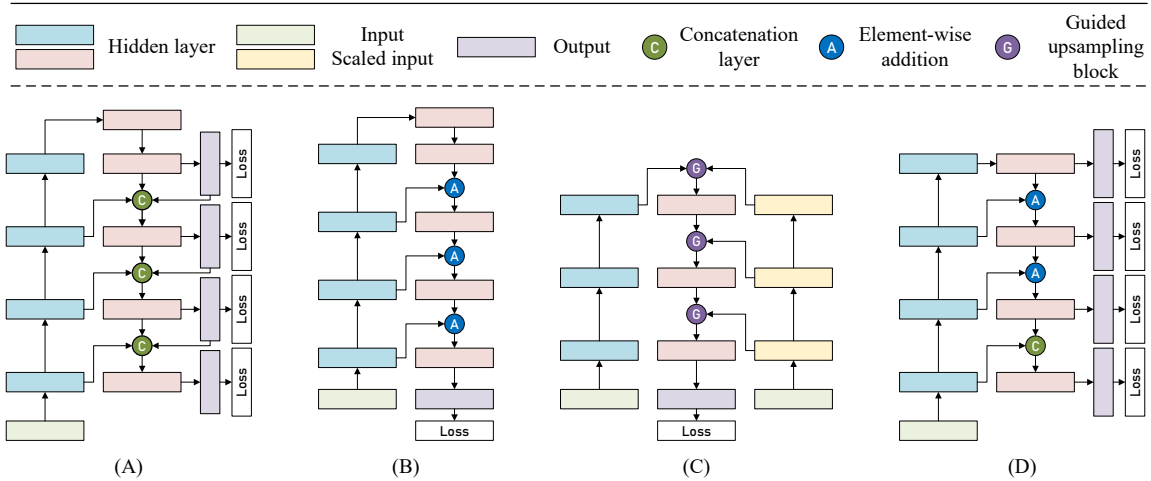 Hidden layer
Input
Scaled input
Output
C
Concatenation
layer
A
Element-wise
addition
G
Guided
upsampling
block
Loss
C
Loss
C
Loss
C
Loss
(A)
A
A
A
Loss
(B)
G
G
G
Loss
(C)
Loss
A
Loss
A
Loss
C
Loss
(D)